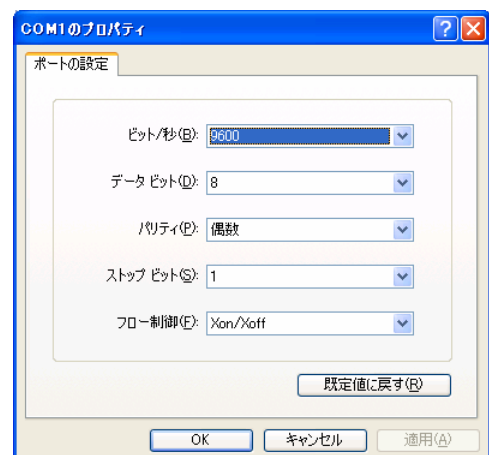 COM1のプロパティ
ポートの設定
ビット/秒(B): 9600
データ ビット(D): 8
パリティ(P): 偶数
ストップ ビット(S): 1
フロー制御(F): Xon/Xoff
既定値に戻す(R)
OK キャンセル 適用(A)